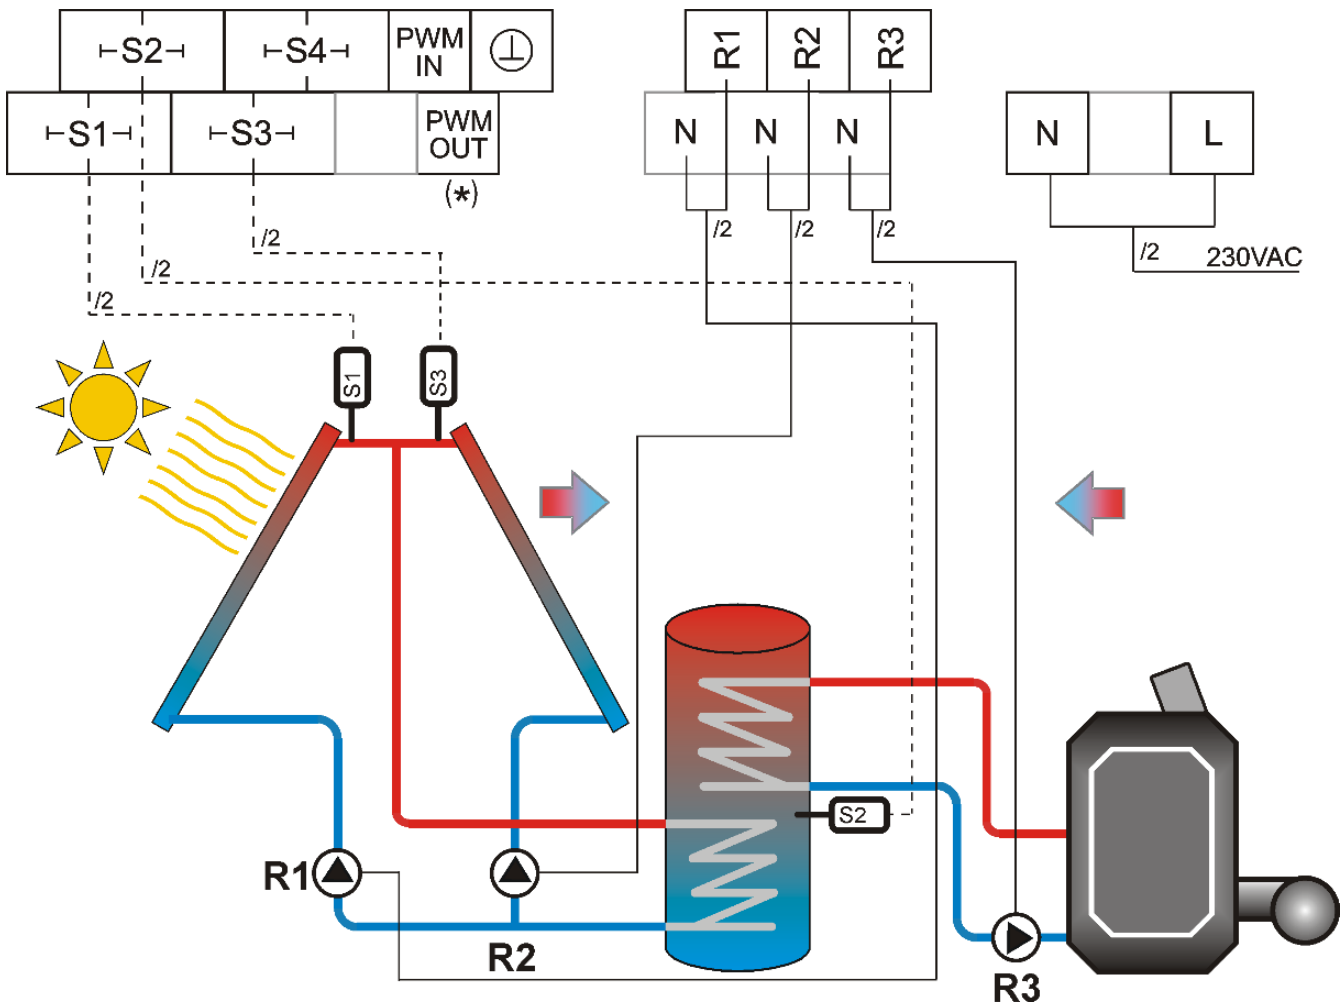 S2 S4 PWM IN
S1 S3 PWM OUT
(*)
R1 R2 R3
N N N
N L
/2 /2 /2
/2 230VAC
/2
/2
/2
S1 S3
S2
R1
R2
R3